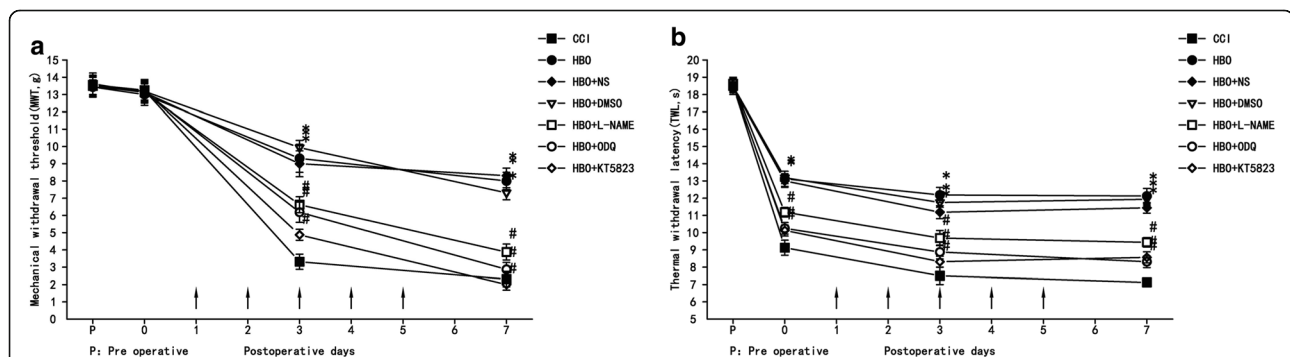 a
Mechanical withdrawal threshold(MWT,g)
15
14
13
12
11
10
9
8
7
6
5
4
3
2
1
0
P 0 1 2 3 4 5 6 7
P: Pre operative Postoperative days
* * *
# # #
* * *
# # #
CCI
HBO
HBO+NS
HBO+DMSO
HBO+L-NAME
HBO+ODQ
HBO+KT5823
b
Thermal withdrawal latency(TWL,s)
20
19
18
17
16
15
14
13
12
11
10
9
8
7
6
5
P 0 1 2 3 4 5 6 7
P: Pre operative Postoperative days
* *
# # #
* * *
# # #
* * *
# # #
CCI
HBO
HBO+NS
HBO+DMSO
HBO+L-NAME
HBO+ODQ
HBO+KT5823